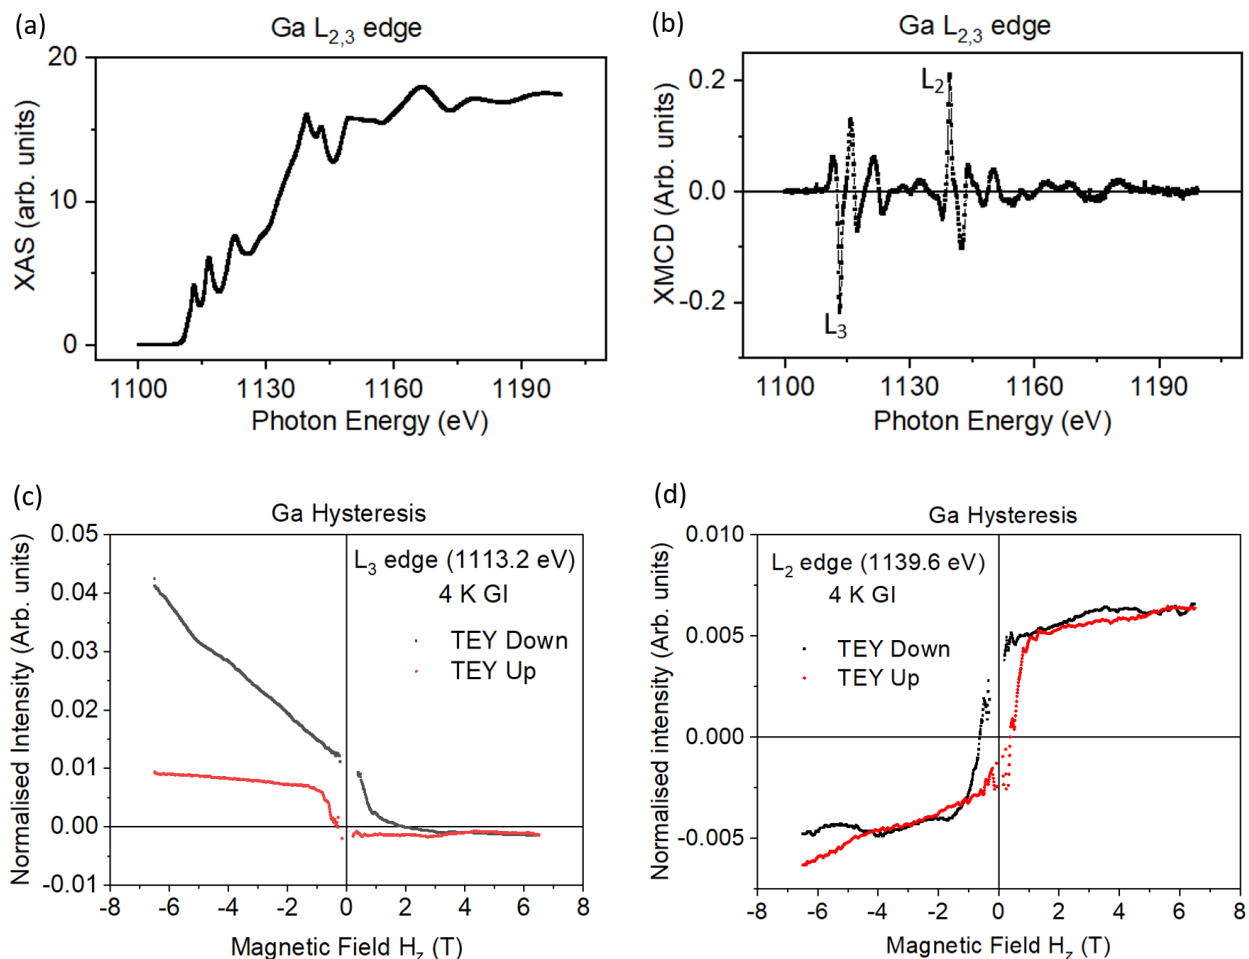 (a)
Ga L2,3 edge
XAS (arb. units)
20
10
0
1100 1130 1160 1190
Photon Energy (eV)
(b)
Ga L2,3 edge
XMCD (Arb. units)
0.2
0.0
-0.2
L2
L3
1100 1130 1160 1190
Photon Energy (eV)
(c)
Ga Hysteresis
Normalised Intensity (Arb. units)
0.05
0.04
0.03
0.02
0.01
0.00
-0.01
L3 edge (1113.2 eV)
4 K GI
TEY Down
TEY Up
-8 -6 -4 -2 0 2 4 6 8
Magnetic Field Hz (T)
(d)
Ga Hysteresis
Normalised intensity (Arb. units)
0.010
0.005
0.000
-0.005
L2 edge (1139.6 eV)
4 K GI
TEY Down
TEY Up
-8 -6 -4 -2 0 2 4 6 8
Magnetic Field Hz (T)